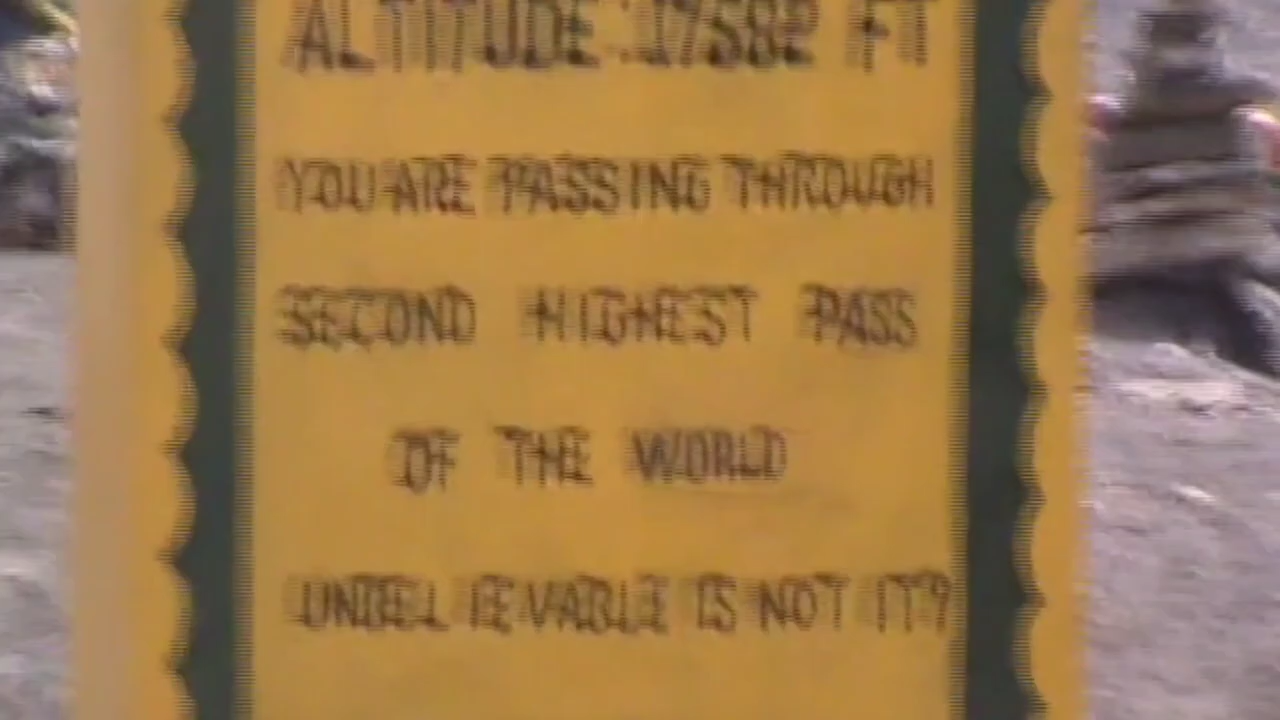 ALTITUDE : 17582 FT
YOU ARE PASSING THROUGH
SECOND HIGHEST PASS
OF THE WORLD
UNBELIEVABLE IS NOT IT?